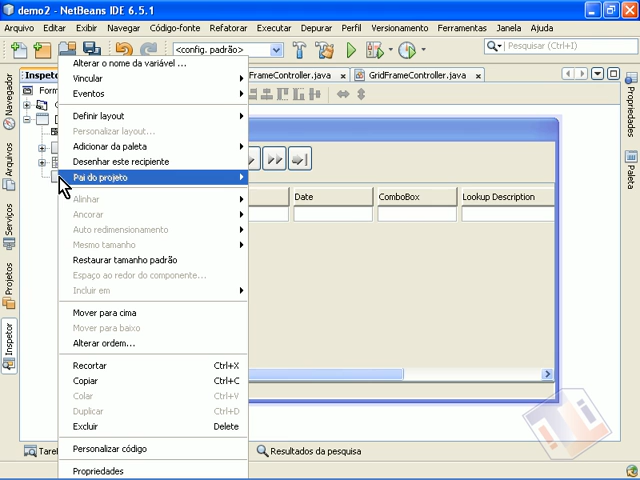 demo2 - NetBeans IDE 6.5.1
Arquivo Editar Exibir Navegar Código-fonte Refatorar Executar Depurar Perfil Versionamento Ferramentas Janela Ajuda
<config. padrão>
Pesquisar (Ctrl+I)
Inspeto
FrameController.java
GridFrameController.java
Form
Navegador
Arquivos
Serviços
Projetos
Inspetor
Alterar o nome da variável ...
Vincular
Eventos
Definir layout
Personalizar layout...
Adicionar da paleta
Desenhar este recipiente
Pai do projeto
Alinhar
Ancorar
Auto redimensionamento
Mesmo tamanho
Restaurar tamanho padrão
Espaço ao redor do componente...
Incluir em
Mover para cima
Mover para baixo
Alterar ordem...
Recortar Ctrl+X
Copiar Ctrl+C
Colar Ctrl+V
Duplicar Ctrl+D
Excluir Delete
Personalizar código
Propriedades
Date ComboBox Lookup Description
Propriedades
Paleta
Tare
Resultados da pesquisa